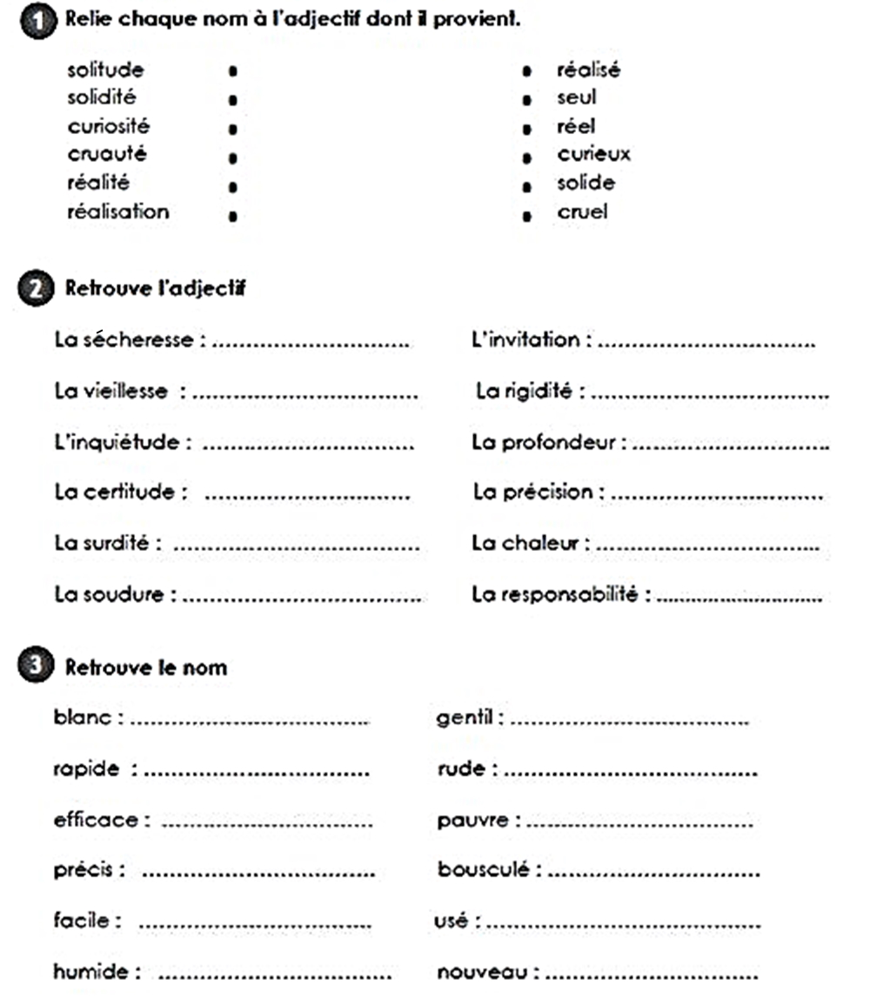 1 Relie chaque nom à l'adjectif dont il provient.
solitude • • réalisé
solidité • • seul
curiosité • • réel
cruauté • • curieux
réalité • • solide
réalisation • • cruel
2 Retrouve l'adjectif
La sécheresse : ............................. L'invitation : ................................
La vieillesse : ................................. La rigidité : ...................................
L'inquiétude : ............................... La profondeur : .............................
La certitude : .............................. La précision : ...............................
La surdité : .................................... La chaleur : .................................
La soudure : ................................... La responsabilité : .............................
3 Retrouve le nom
blanc : ................................... gentil : ...................................
rapide : ................................. rude : .....................................
efficace : ............................... pauvre : .................................
précis : .................................. bousculé : ...............................
facile : .................................. usé : ........................................
humide : .................................. nouveau : ...............................